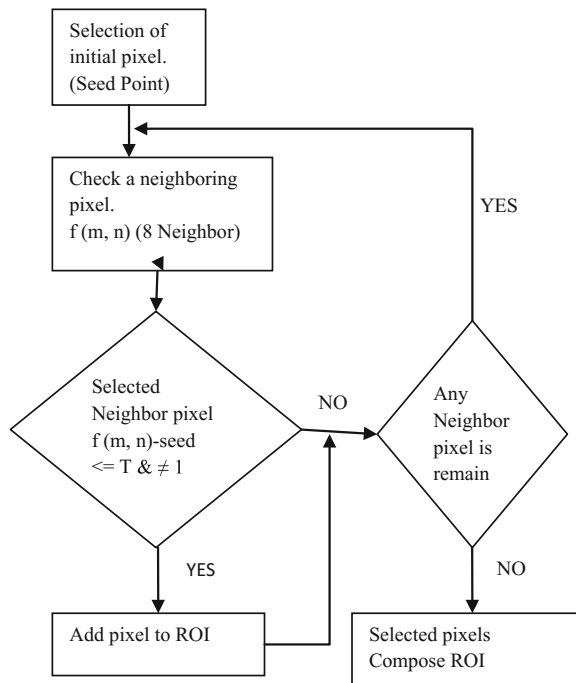 Selection of
initial pixel.
(Seed Point)
Check a neighboring
pixel.
f (m, n) (8 Neighbor)
YES
Selected
Neighbor pixel
f (m, n)-seed
<= T & ≠ 1
NO
Any
Neighbor
pixel is
remain
YES
NO
Add pixel to ROI
Selected pixels
Compose ROI